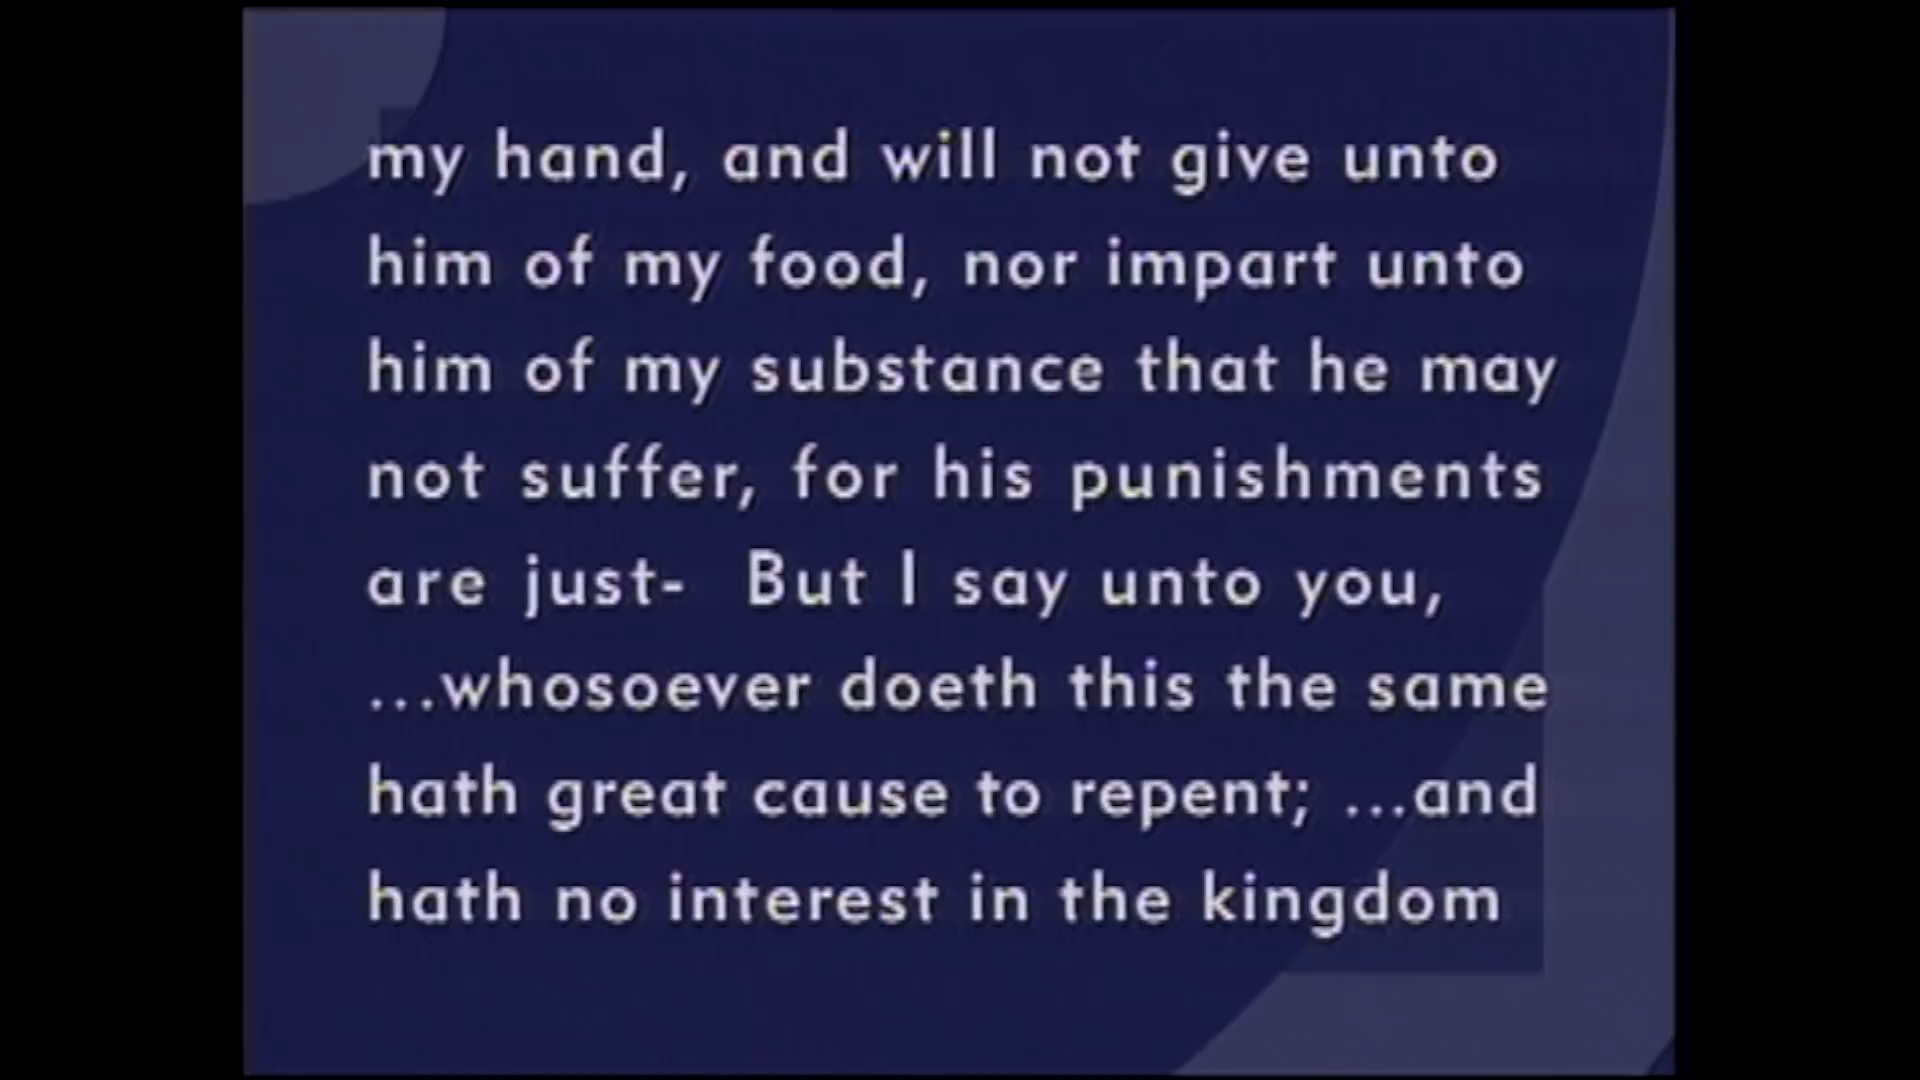 my hand, and will not give unto
him of my food, nor impart unto
him of my substance that he may
not suffer, for his punishments
are just- But I say unto you,
...whosoever doeth this the same
hath great cause to repent; ...and
hath no interest in the kingdom